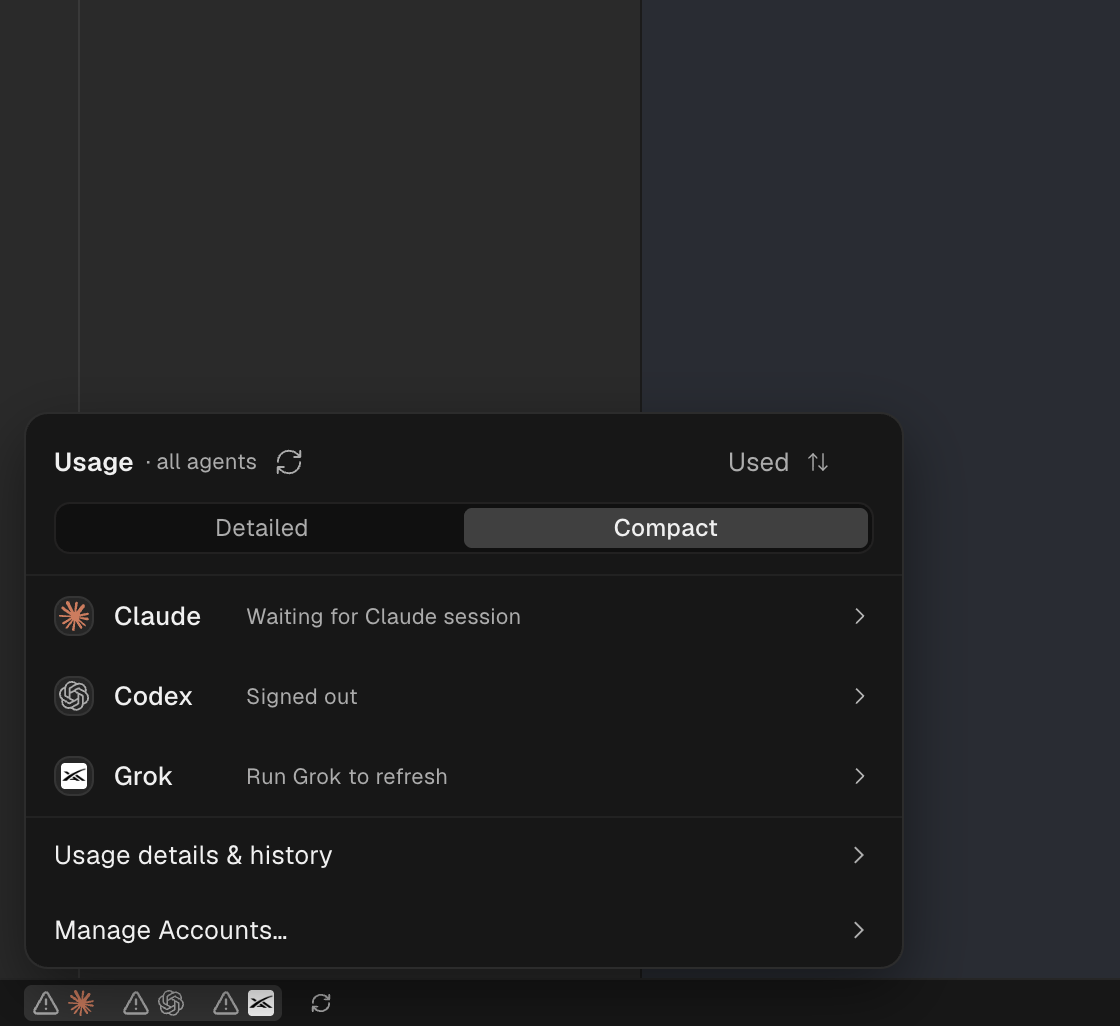 Usage · all agents
Used
Detailed
Compact
Claude
Waiting for Claude session
Codex
Signed out
Grok
Run Grok to refresh
Usage details & history
Manage Accounts...